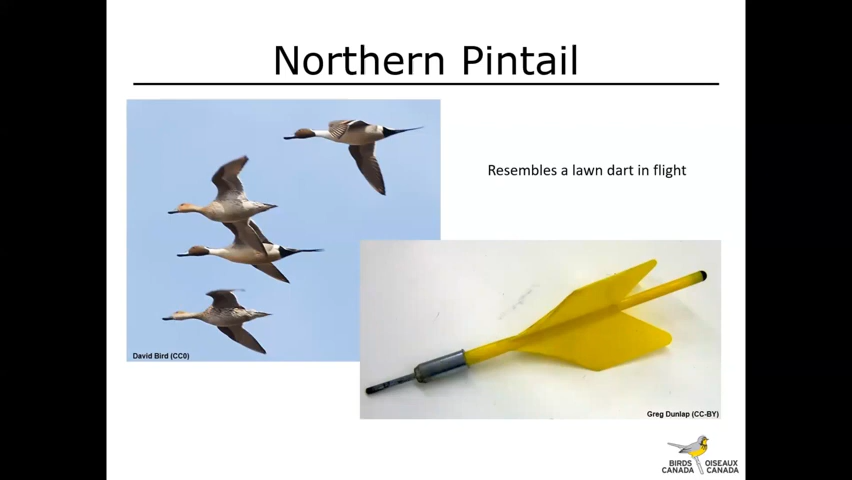 Northern Pintail
Resembles a lawn dart in flight
David Bird (CC0)
Greg Dunlap (CC-BY)
BIRDS OISEAUX
CANADA CANADA